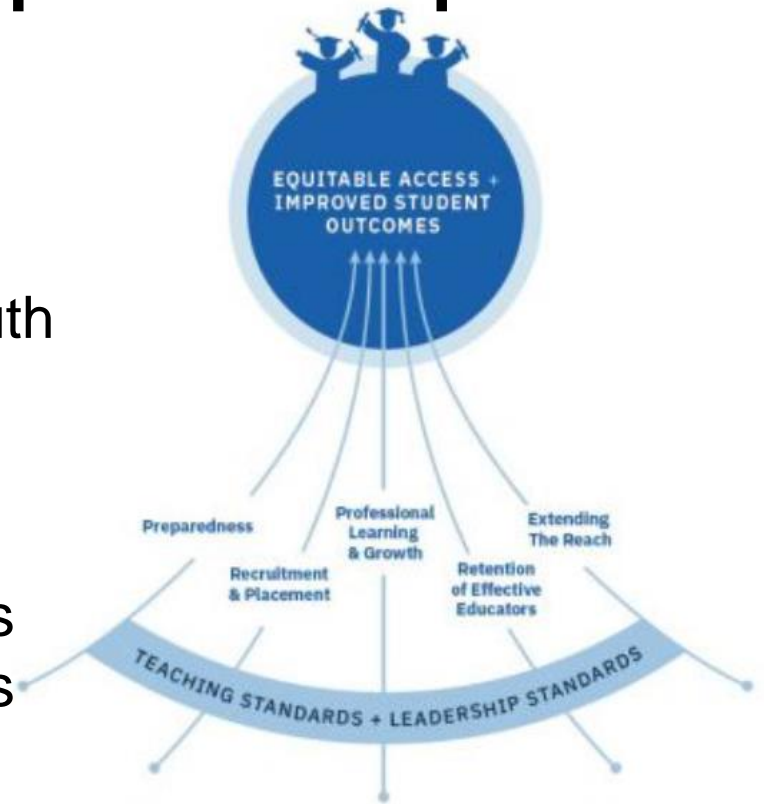 EQUITABLE ACCESS +
IMPROVED STUDENT
OUTCOMES
Preparedness
Recruitment
& Placement
Professional
Learning
& Growth
Retention
of Effective
Educators
Extending
The Reach
TEACHING STANDARDS + LEADERSHIP STANDARDS